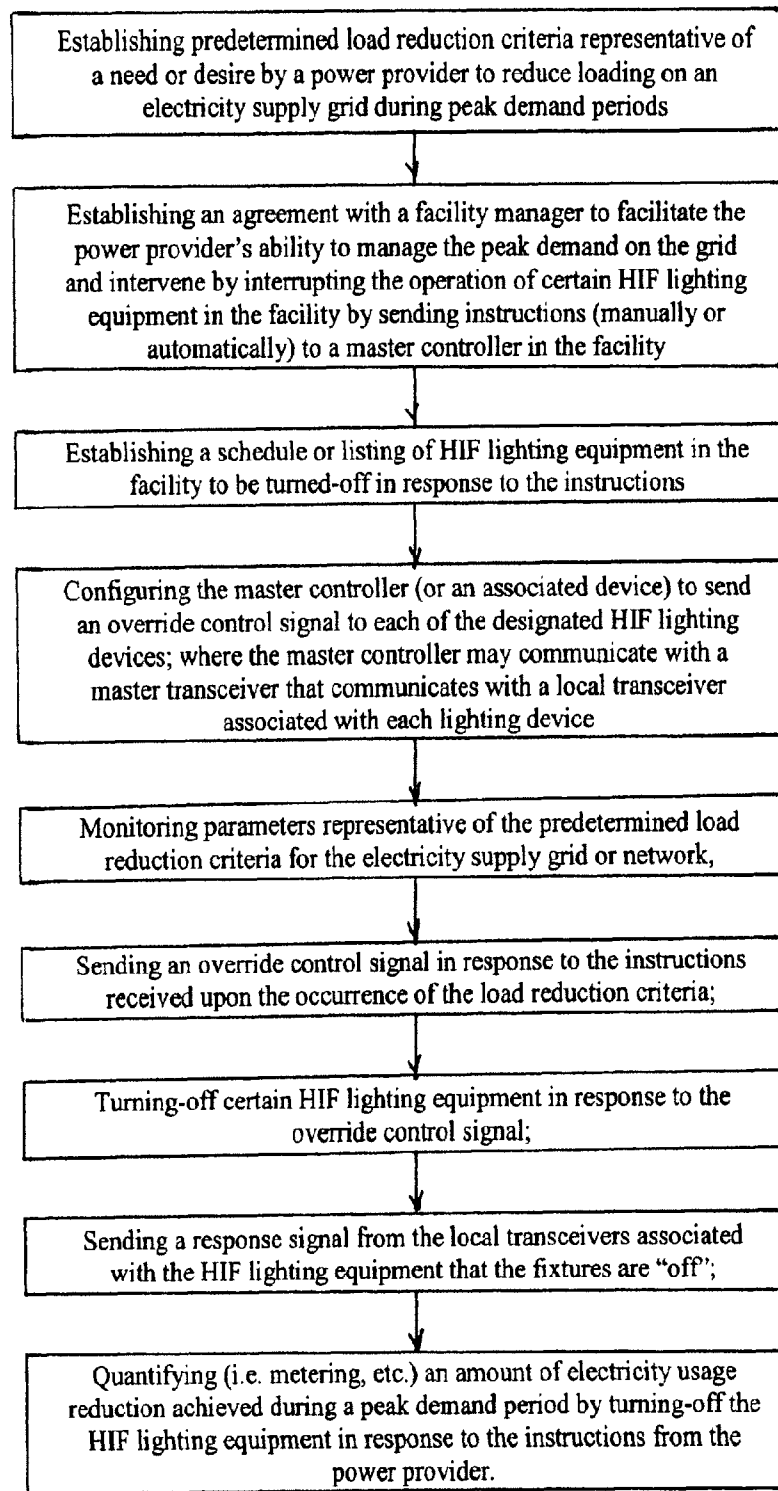 Establishing predetermined load reduction criteria representative of
a need or desire by a power provider to reduce loading on an
electricity supply grid during peak demand periods
Establishing an agreement with a facility manager to facilitate the
power provider's ability to manage the peak demand on the grid
and intervene by interrupting the operation of certain HIF lighting
equipment in the facility by sending instructions (manually or
automatically) to a master controller in the facility
Establishing a schedule or listing of HIF lighting equipment in the
facility to be turned-off in response to the instructions
Configuring the master controller (or an associated device) to send
an override control signal to each of the designated HIF lighting
devices; where the master controller may communicate with a
master transceiver that communicates with a local transceiver
associated with each lighting device
Monitoring parameters representative of the predetermined load
reduction criteria for the electricity supply grid or network,
Sending an override control signal in response to the instructions
received upon the occurrence of the load reduction criteria;
Turning-off certain HIF lighting equipment in response to the
override control signal;
Sending a response signal from the local transceivers associated
with the HIF lighting equipment that the fixtures are "off";
Quantifying (i.e. metering, etc.) an amount of electricity usage
reduction achieved during a peak demand period by turning-off the
HIF lighting equipment in response to the instructions from the
power provider.